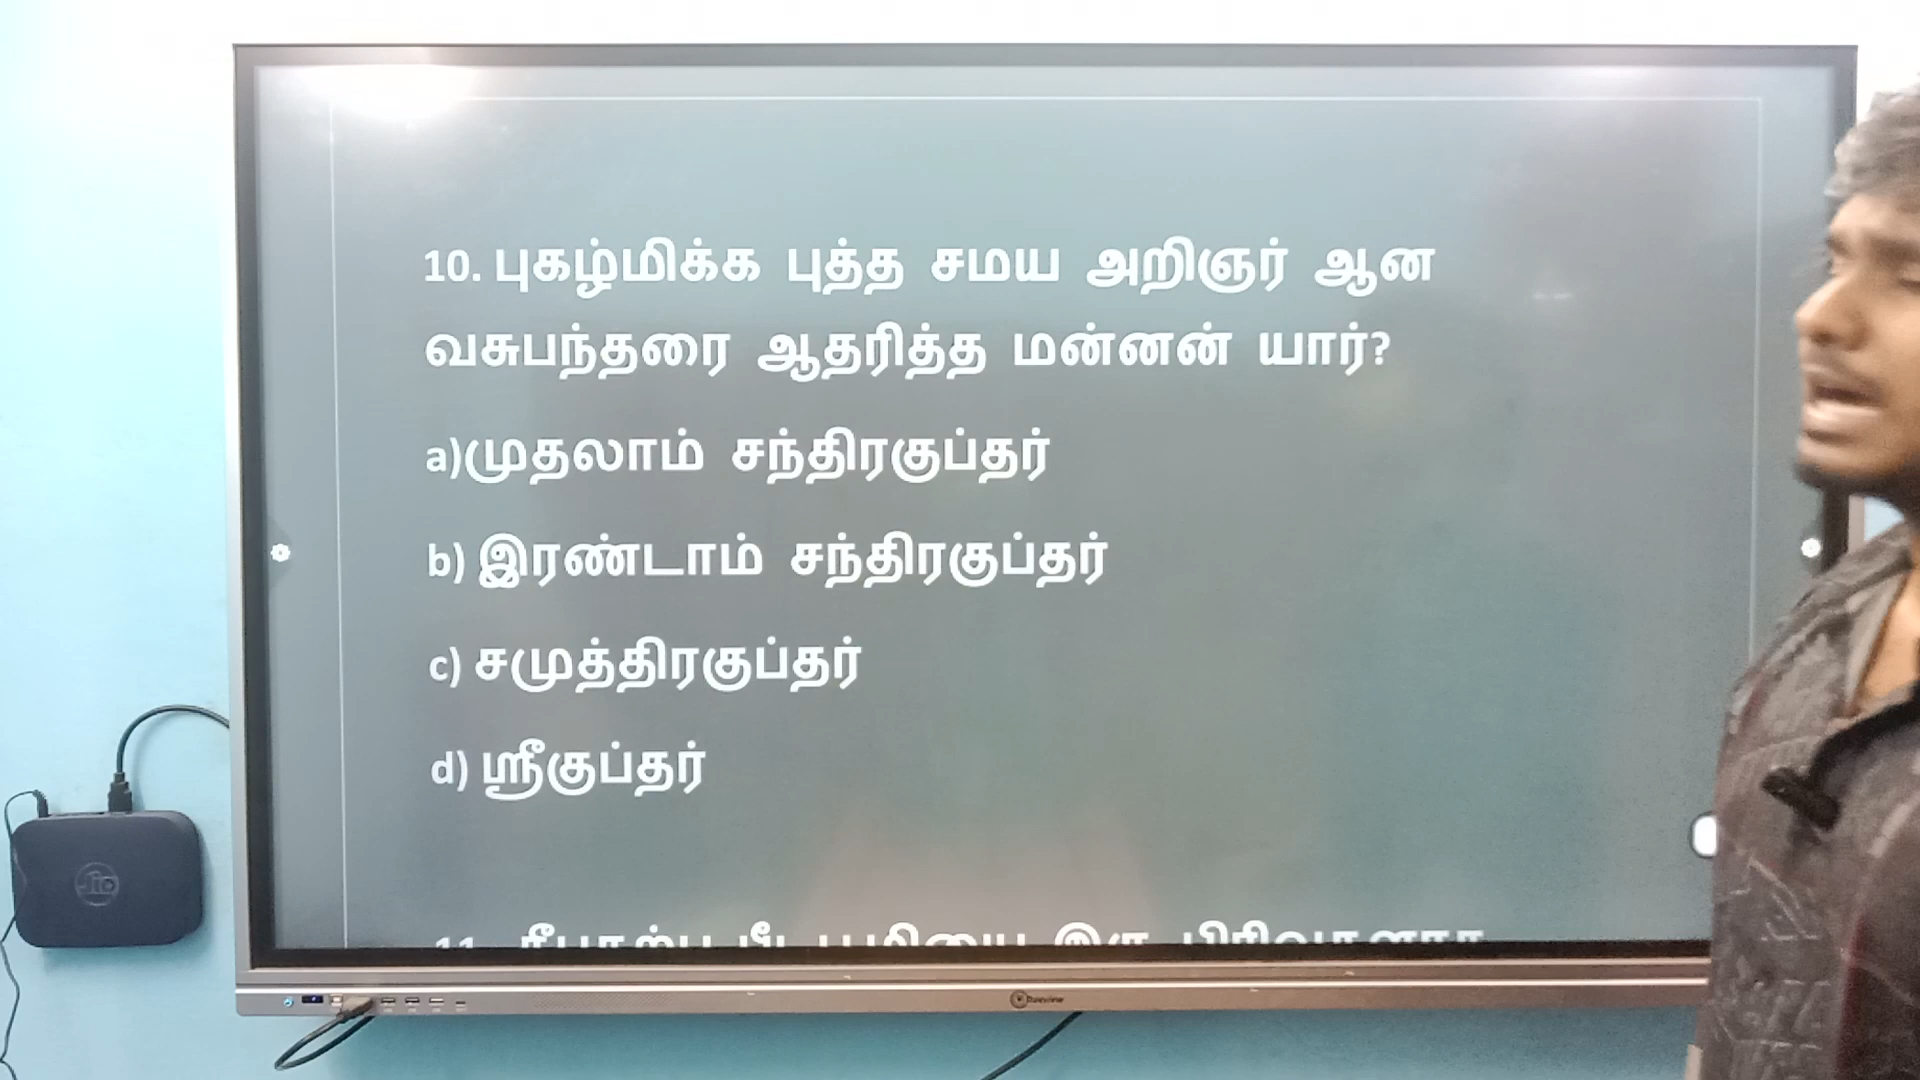 10. புகழ்மிக்க புத்த சமய அறிஞர் ஆன
வசுபந்தரை ஆதரித்த மன்னன் யார்?
a)முதலாம் சந்திரகுப்தர்
b) இரண்டாம் சந்திரகுப்தர்
c) சமுத்திரகுப்தர்
d) ஸ்ரீகுப்தர்
Jio